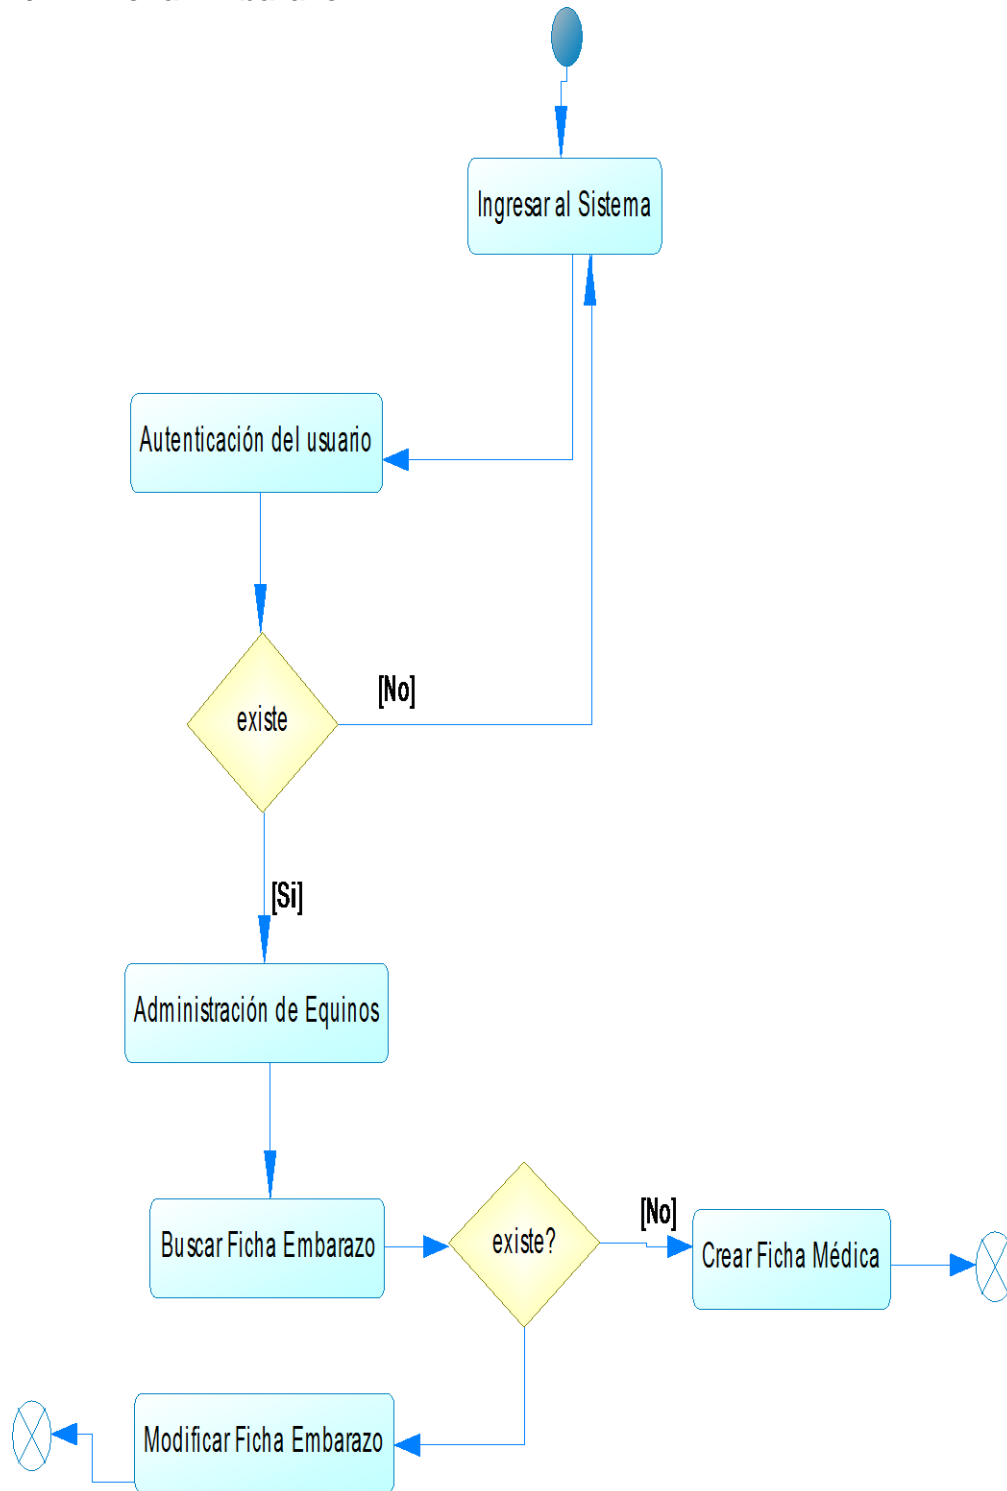 Ingresar al Sistema
Autenticación del usuario
existe
[No]
[Si]
Administración de Equinos
Buscar Ficha Embarazo
existe?
[No]
Crear Ficha Médica
Modificar Ficha Embarazo